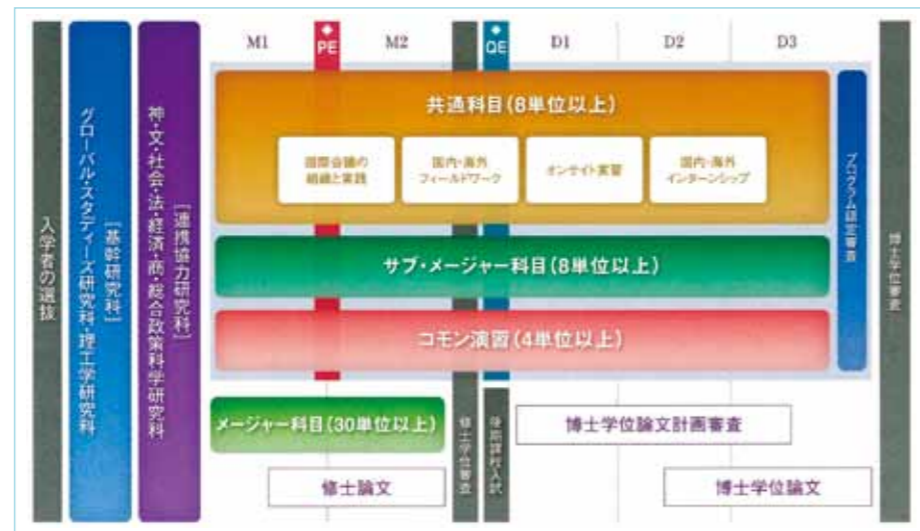 M1
PE
M2
QE
D1
D2
D3
入学者の選抜
グローバル・スタディーズ研究科・理工学研究科
［基幹研究科］
神・文・社会・法・経済・商・総合政策科学研究科
［連携協力研究科］
共通科目（8単位以上）
国際会議の
組織と実践
国内・海外
フィールドワーク
オンサイト実習
国内・海外
インターンシップ
サブ・メージャー科目（8単位以上）
コモン演習（4単位以上）
プログラム認定審査
博士学位審査
メージャー科目（30単位以上）
修士論文
修士学位審査
後期課程入試
博士学位論文計画審査
博士学位論文